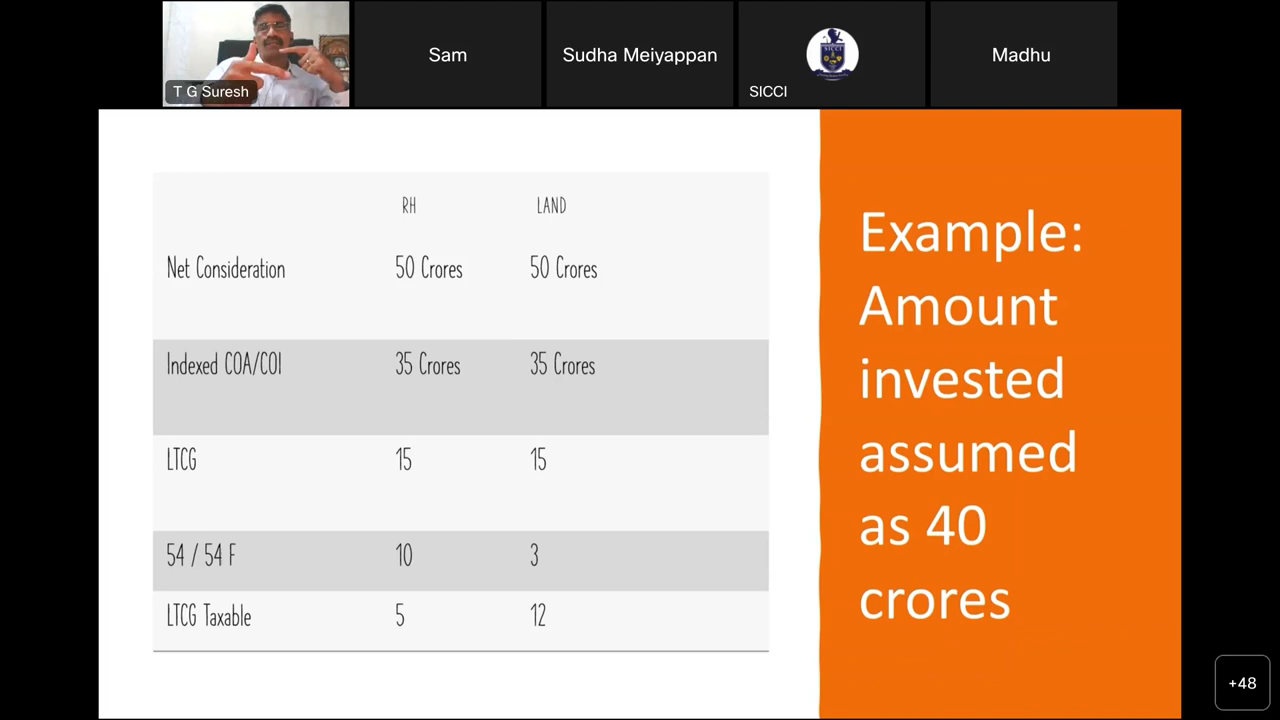 T G Suresh
Sam
Sudha Meiyappan
SICCI
SICCI
Madhu
RH LAND
Net Consideration 50 Crores 50 Crores
Indexed COA/COI 35 Crores 35 Crores
LTCG 15 15
54 / 54 F 10 3
LTCG Taxable 5 12
Example:
Amount
invested
assumed
as 40
crores
+48